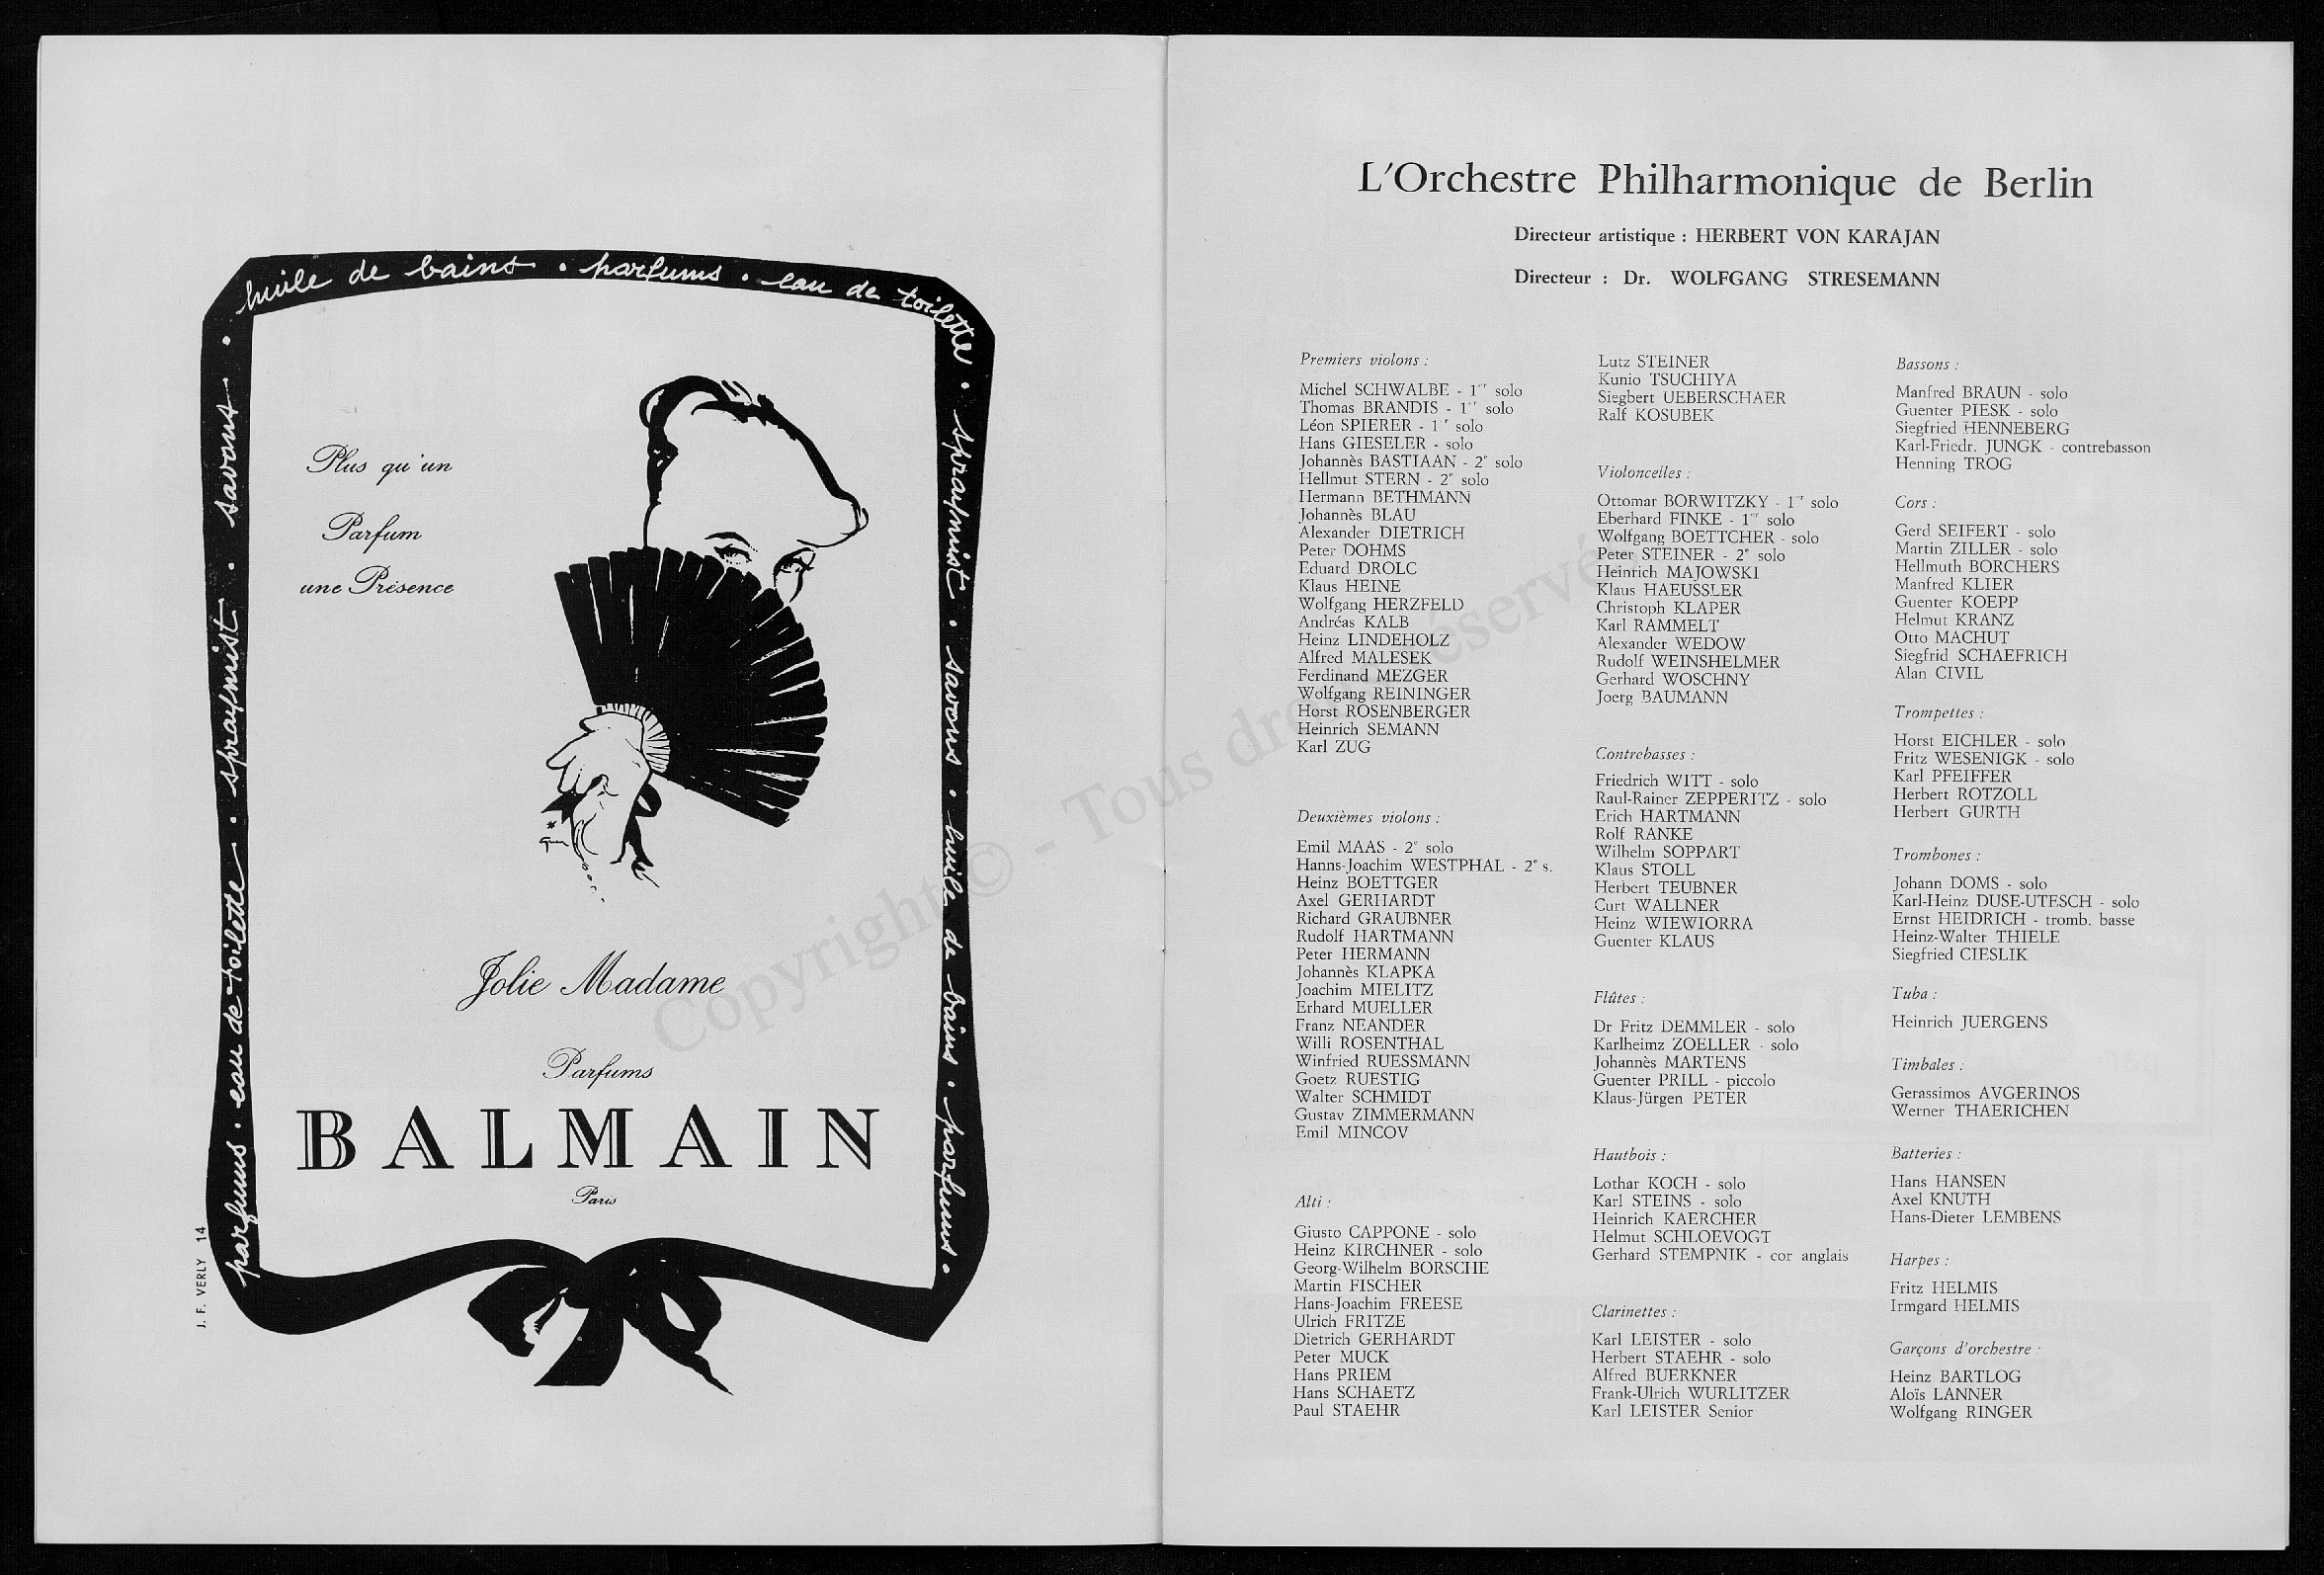 huile de bains . parfums . eau de toilette . spraymist . savons . huile de bains . parfums .
parfums . eau de toilette . spraymist . savons .
Plus qu'un
Parfum
une Présence
Jolie Madame
Parfums
BALMAIN
Paris
J. F. VERLY 14
L'Orchestre Philharmonique de Berlin
Directeur artistique : HERBERT VON KARAJAN
Directeur : Dr. WOLFGANG STRESEMANN
Premiers violons :
Michel SCHWALBE - 1er solo
Thomas BRANDIS - 1er solo
Léon SPIERER - 1er solo
Hans GIESELER - solo
Johannès BASTIAAN - 2e solo
Hellmut STERN - 2e solo
Hermann BETHMANN
Johannès BLAU
Alexander DIETRICH
Peter DOHMS
Eduard DROLC
Klaus HEINE
Wolfgang HERZFELD
Andréas KALB
Heinz LINDEHOLZ
Alfred MALESEK
Ferdinand MEZGER
Wolfgang REININGER
Horst ROSENBERGER
Heinrich SEMANN
Karl ZUG
Deuxièmes violons :
Emil MAAS - 2e solo
Hanns-Joachim WESTPHAL - 2e s.
Heinz BOETTGER
Axel GERHARDT
Richard GRAUBNER
Rudolf HARTMANN
Peter HERMANN
Johannès KLAPKA
Joachim MIELITZ
Erhard MUELLER
Franz NEANDER
Willi ROSENTHAL
Winfried RUESSMANN
Goetz RUESTIG
Walter SCHMIDT
Gustav ZIMMERMANN
Emil MINCOV
Alti :
Giusto CAPPONE - solo
Heinz KIRCHNER - solo
Georg-Wilhelm BORSCHE
Martin FISCHER
Hans-Joachim FREESE
Ulrich FRITZE
Dietrich GERHARDT
Peter MUCK
Hans PRIEM
Hans SCHAETZ
Paul STAEHR
Lutz STEINER
Kunio TSUCHIYA
Siegbert UEBERSCHAER
Ralf KOSUBEK
Violoncelles :
Ottomar BORWITZKY - 1er solo
Eberhard FINKE - 1er solo
Wolfgang BOETTCHER - solo
Peter STEINER - 2e solo
Heinrich MAJOWSKI
Klaus HAEUSSLER
Christoph KLAPER
Karl RAMMELT
Alexander WEDOW
Rudolf WEINSHELMER
Gerhard WOSCHNY
Joerg BAUMANN
Contrebasses :
Friedrich WITT - solo
Raul-Rainer ZEPPERITZ - solo
Erich HARTMANN
Rolf RANKE
Wilhelm SOPPART
Klaus STOLL
Herbert TEUBNER
Curt WALLNER
Heinz WIEWIORRA
Guenter KLAUS
Flûtes :
Dr Fritz DEMMLER - solo
Karlheimz ZOELLER - solo
Johannès MARTENS
Guenter PRILL - piccolo
Klaus-Jürgen PETER
Hautbois :
Lothar KOCH - solo
Karl STEINS - solo
Heinrich KAERCHER
Helmut SCHLOEVOGT
Gerhard STEMPNIK - cor anglais
Clarinettes :
Karl LEISTER - solo
Herbert STAEHR - solo
Alfred BUERKNER
Frank-Ulrich WURLITZER
Karl LEISTER Senior
Bassons :
Manfred BRAUN - solo
Guenter PIESK - solo
Siegfried HENNEBERG
Karl-Friedr. JUNGK - contrebasson
Henning TROG
Cors :
Gerd SEIFERT - solo
Martin ZILLER - solo
Hellmuth BORCHERS
Manfred KLIER
Guenter KOEPP
Helmut KRANZ
Otto MACHUT
Siegfrid SCHAEFRICH
Alan CIVIL
Trompettes :
Horst EICHLER - solo
Fritz WESENIGK - solo
Karl PFEIFFER
Herbert ROTZOLL
Herbert GURTH
Trombones :
Johann DOMS - solo
Karl-Heinz DUSE-UTESCH - solo
Ernst HEIDRICH - tromb. basse
Heinz-Walter THIELE
Siegfried CIESLIK
Tuba :
Heinrich JUERGENS
Timbales :
Gerassimos AVGERINOS
Werner THAERICHEN
Batteries :
Hans HANSEN
Axel KNUTH
Hans-Dieter LEMBENS
Harpes :
Fritz HELMIS
Irmgard HELMIS
Garçons d'orchestre :
Heinz BARTLOG
Aloïs LANNER
Wolfgang RINGER
Copyright © - Tous droits réservés